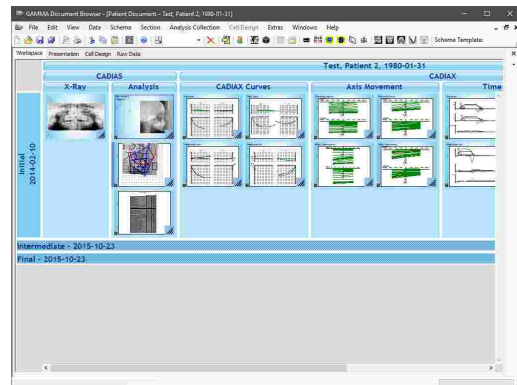 GAMMA Document Browser - [Patient Document - Test, Patient 2, 1980-01-31]
File Edit View Data Schema Section Analysis Collection Cell Design Extras Windows Help
Schema Template:
Workspace Presentation Cell Design Raw Data
Test, Patient 2, 1980-01-31
CADIAS CADIAX
X-Ray Analysis CADIAX Curves Axis Movement Time
Initial
2014-02-10
Intermediate - 2015-10-23
Final - 2015-10-23